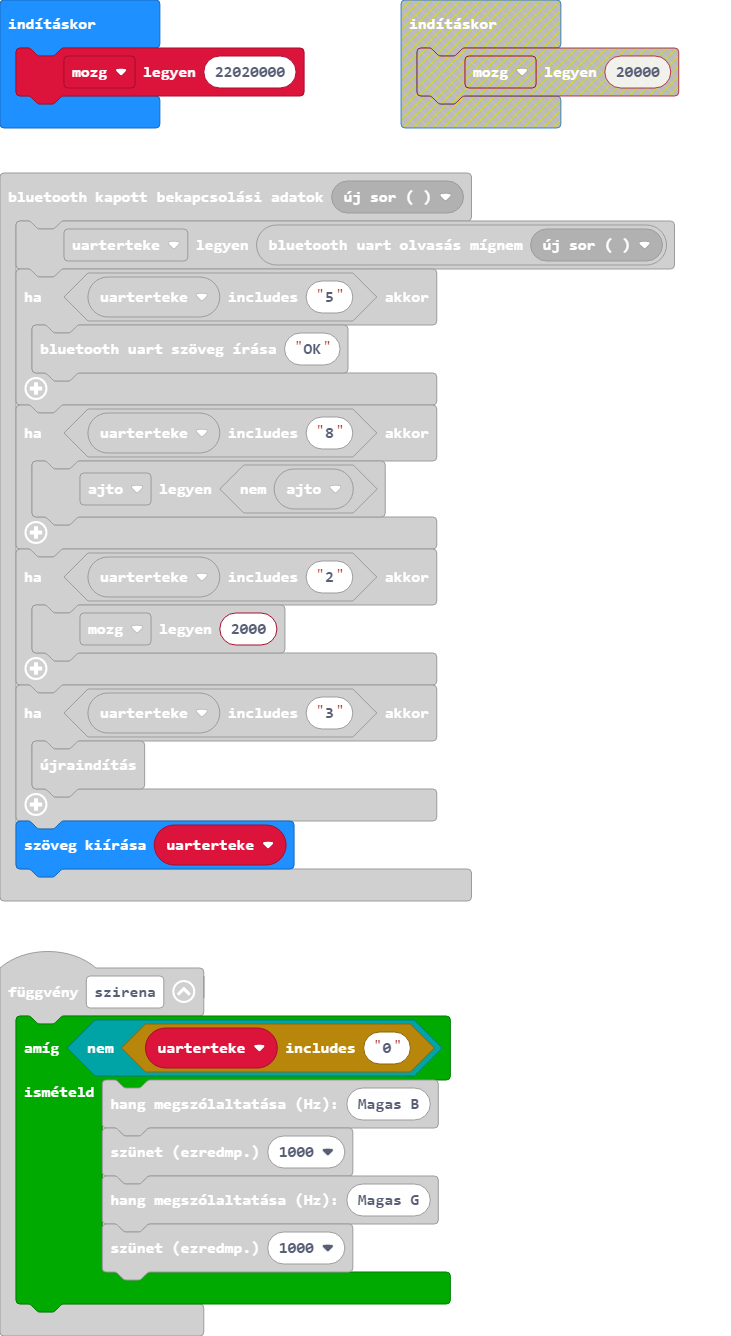 indításkor
mozg legyen 22020000
indításkor
mozg legyen 20000
bluetooth kapott bekapcsolási adatok új sor ( )
uarterteke legyen bluetooth uart olvasás mígnem új sor ( )
ha uarterteke includes "5" akkor
bluetooth uart szöveg írása "OK"
ha uarterteke includes "8" akkor
ajto legyen nem ajto
ha uarterteke includes "2" akkor
mozg legyen 2000
ha uarterteke includes "3" akkor
újraindítás
szöveg kiírása uarterteke
függvény szirena
amíg nem uarterteke includes "0"
ismételd
hang megszólaltatása (Hz): Magas B
szünet (ezredmp.) 1000
hang megszólaltatása (Hz): Magas G
szünet (ezredmp.) 1000